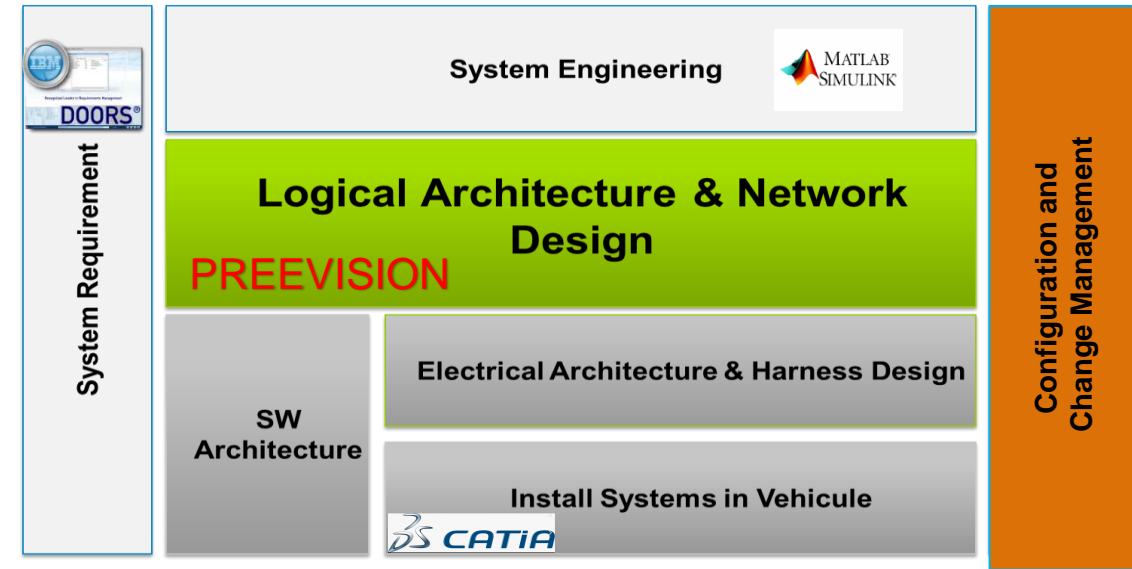 IBM
DOORS®
System Requirement
System Engineering
MATLAB
SIMULINK
Logical Architecture & Network
Design
PREEVISION
SW
Architecture
Electrical Architecture & Harness Design
Install Systems in Vehicule
CATIA
Configuration and
Change Management